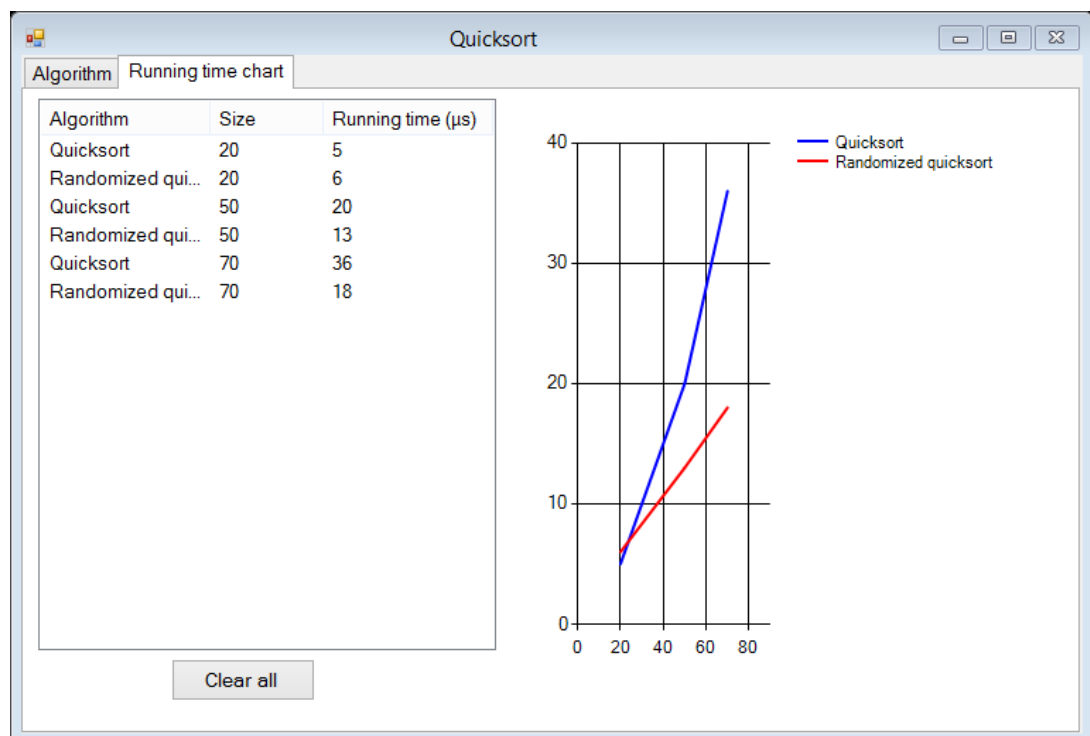 Quicksort
Algorithm Running time chart
Algorithm Size Running time (µs)
Quicksort 20 5
Randomized qui... 20 6
Quicksort 50 20
Randomized qui... 50 13
Quicksort 70 36
Randomized qui... 70 18
Clear all
40
30
20
10
0
0 20 40 60 80
Quicksort
Randomized quicksort